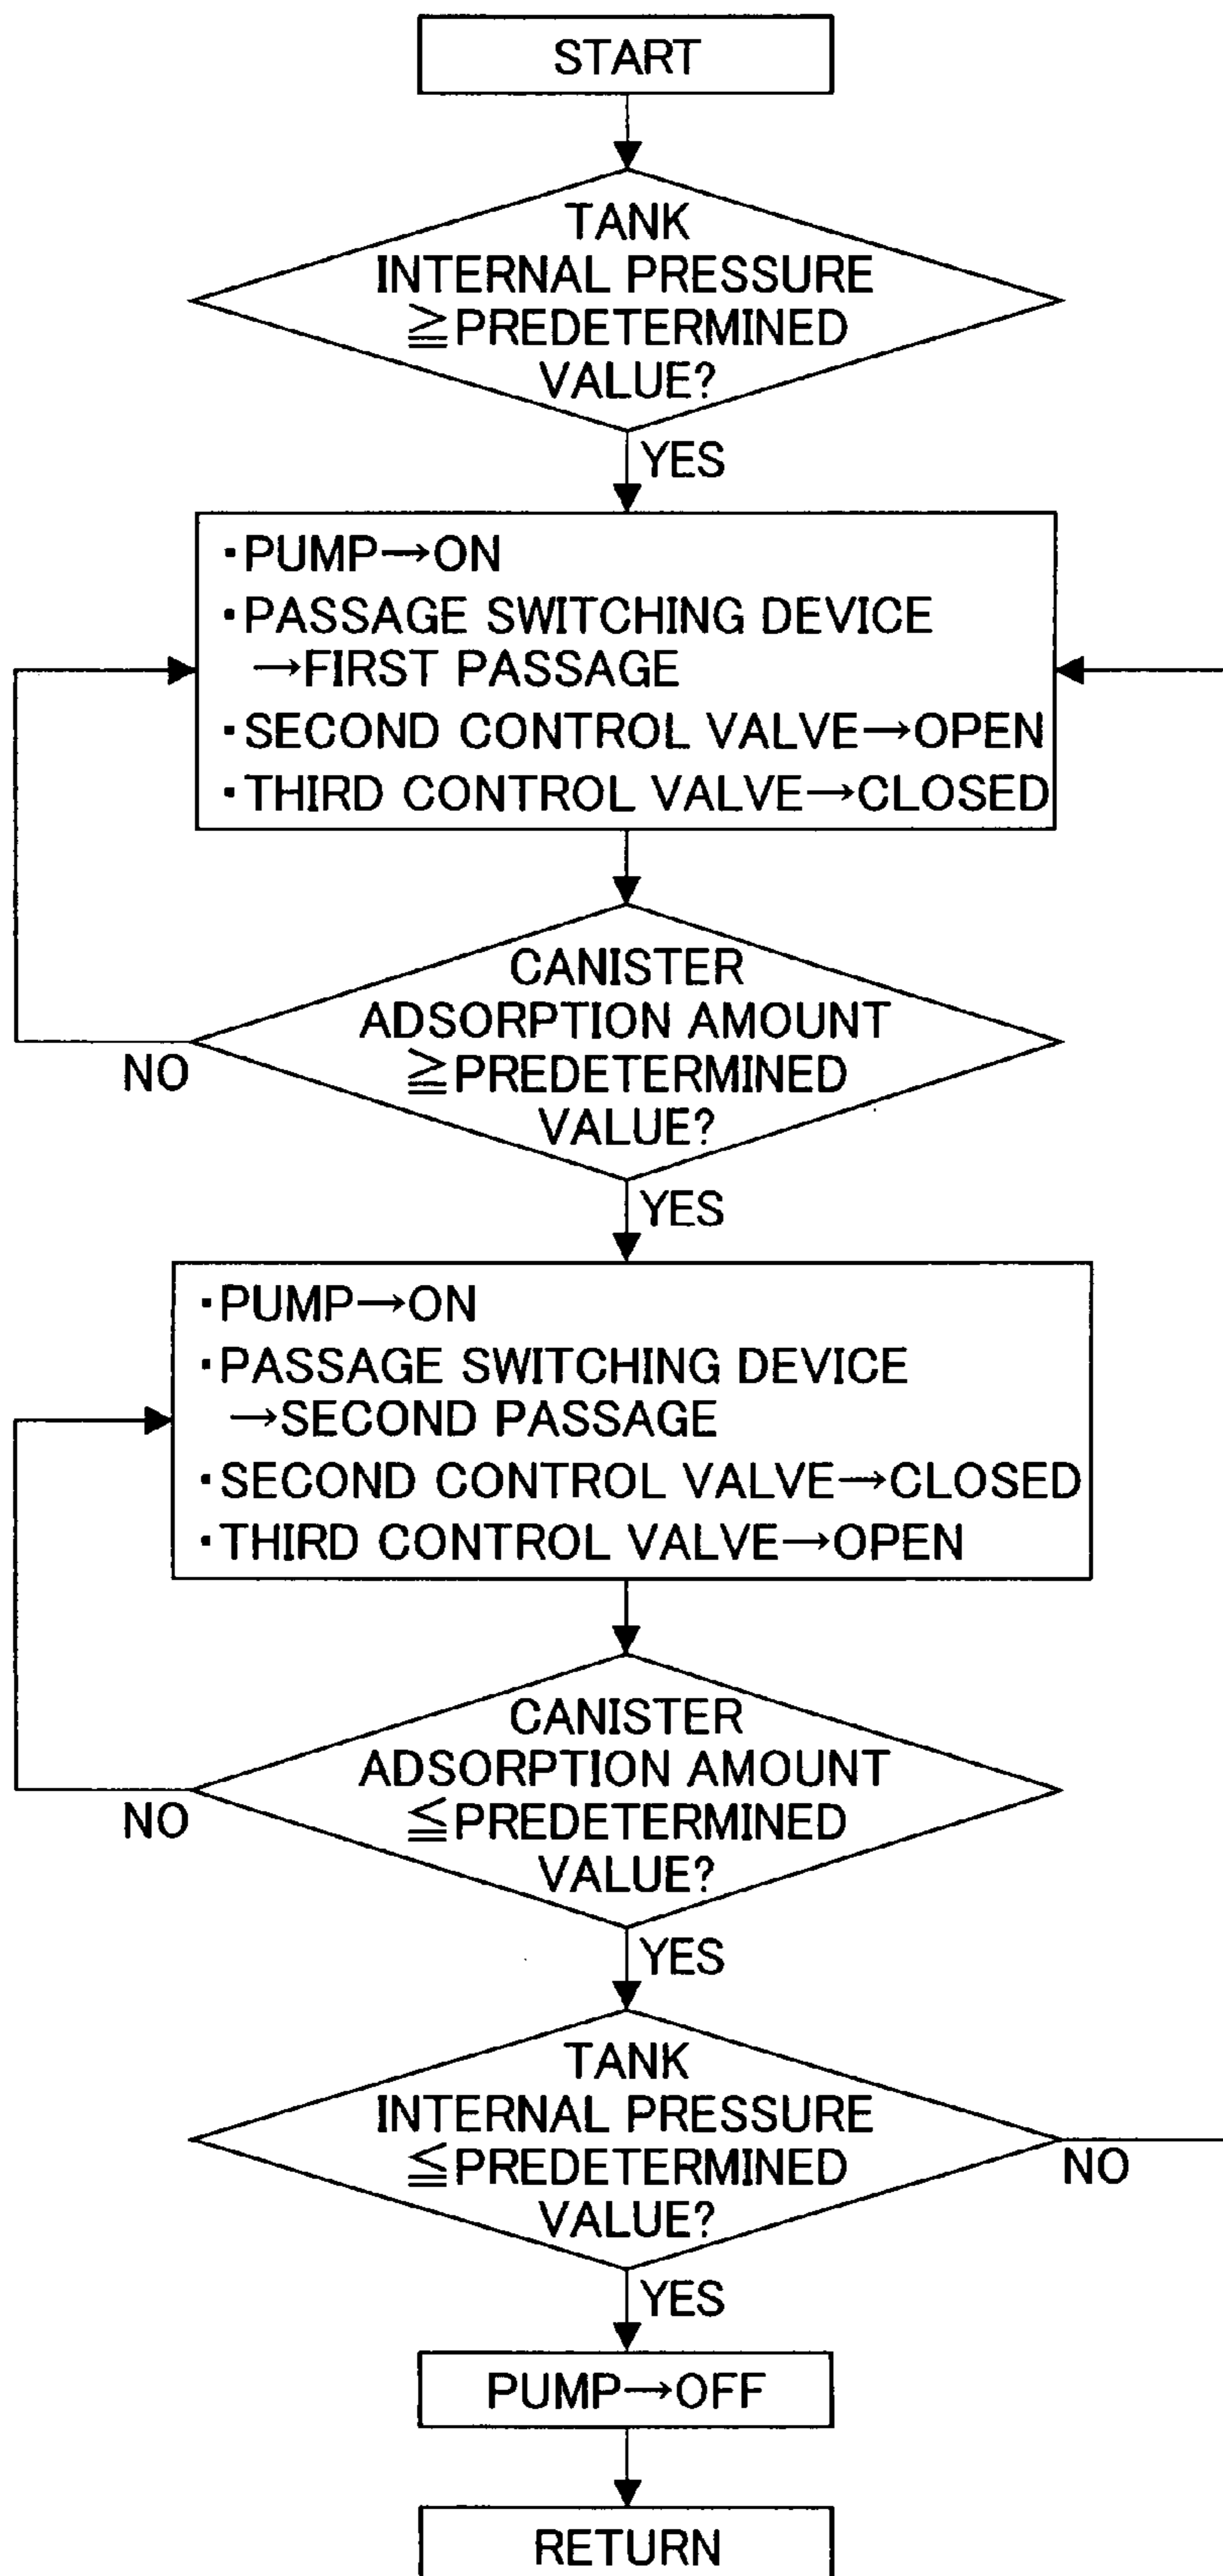 START
TANK
INTERNAL PRESSURE
≧PREDETERMINED
VALUE?
YES
・PUMP→ON
・PASSAGE SWITCHING DEVICE
→FIRST PASSAGE
・SECOND CONTROL VALVE→OPEN
・THIRD CONTROL VALVE→CLOSED
CANISTER
ADSORPTION AMOUNT
≧PREDETERMINED
VALUE?
NO
YES
・PUMP→ON
・PASSAGE SWITCHING DEVICE
→SECOND PASSAGE
・SECOND CONTROL VALVE→CLOSED
・THIRD CONTROL VALVE→OPEN
CANISTER
ADSORPTION AMOUNT
≦PREDETERMINED
VALUE?
NO
YES
TANK
INTERNAL PRESSURE
≦PREDETERMINED
VALUE?
NO
YES
PUMP→OFF
RETURN